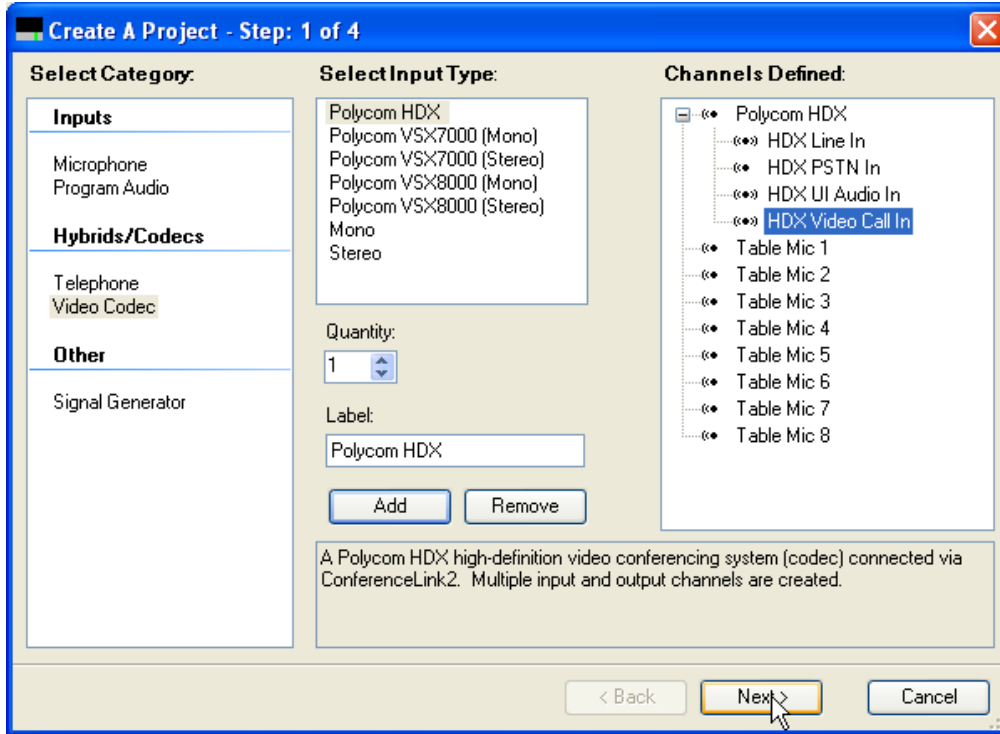 Create A Project - Step: 1 of 4
Select Category:
Inputs
Microphone
Program Audio
Hybrids/Codecs
Telephone
Video Codec
Other
Signal Generator
Select Input Type:
Polycom HDX
Polycom VSX7000 (Mono)
Polycom VSX7000 (Stereo)
Polycom VSX8000 (Mono)
Polycom VSX8000 (Stereo)
Mono
Stereo
Quantity:
1
Label:
Polycom HDX
Add
Remove
Channels Defined:
Polycom HDX
HDX Line In
HDX PSTN In
HDX UI Audio In
HDX Video Call In
Table Mic 1
Table Mic 2
Table Mic 3
Table Mic 4
Table Mic 5
Table Mic 6
Table Mic 7
Table Mic 8
A Polycom HDX high-definition video conferencing system (codec) connected via
ConferenceLink2. Multiple input and output channels are created.
< Back
Next >
Cancel